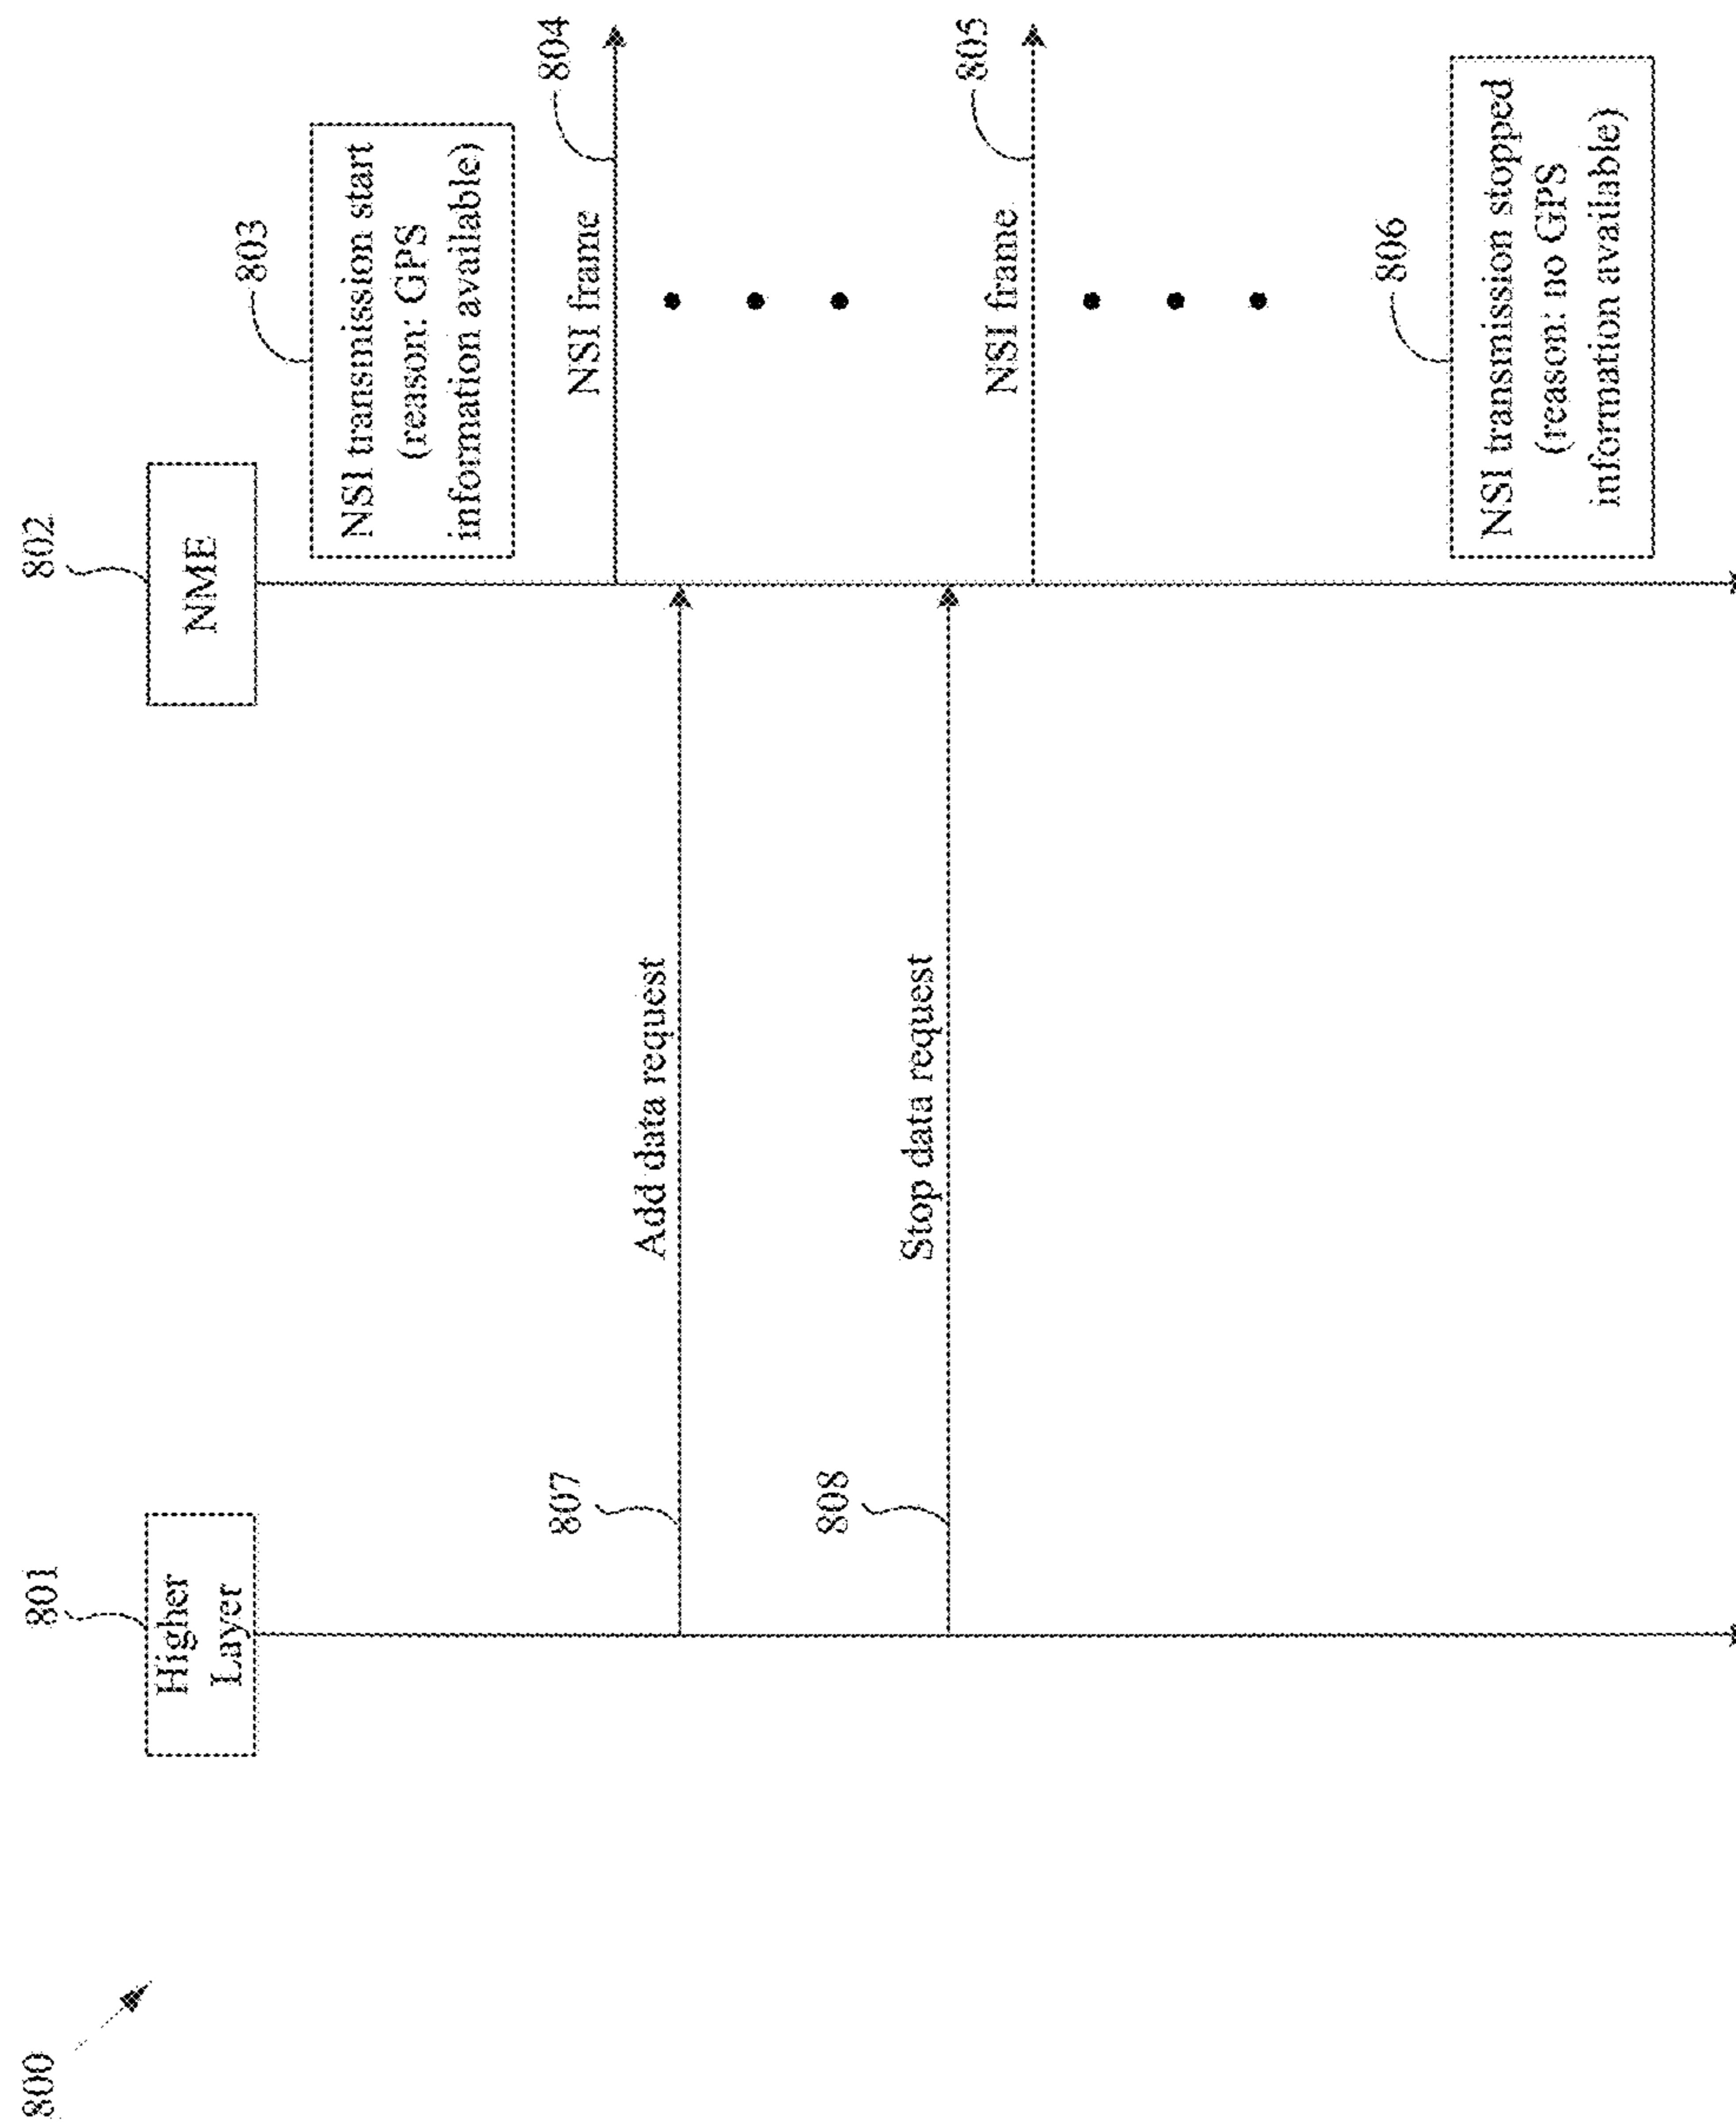 800
801
Higher
Layer
802
NME
803
NSI transmission start
(reason: GPS
information available)
804
NSI frame
807
Add data request
808
Stop data request
805
NSI frame
806
NSI transmission stopped
(reason: no GPS
information available)